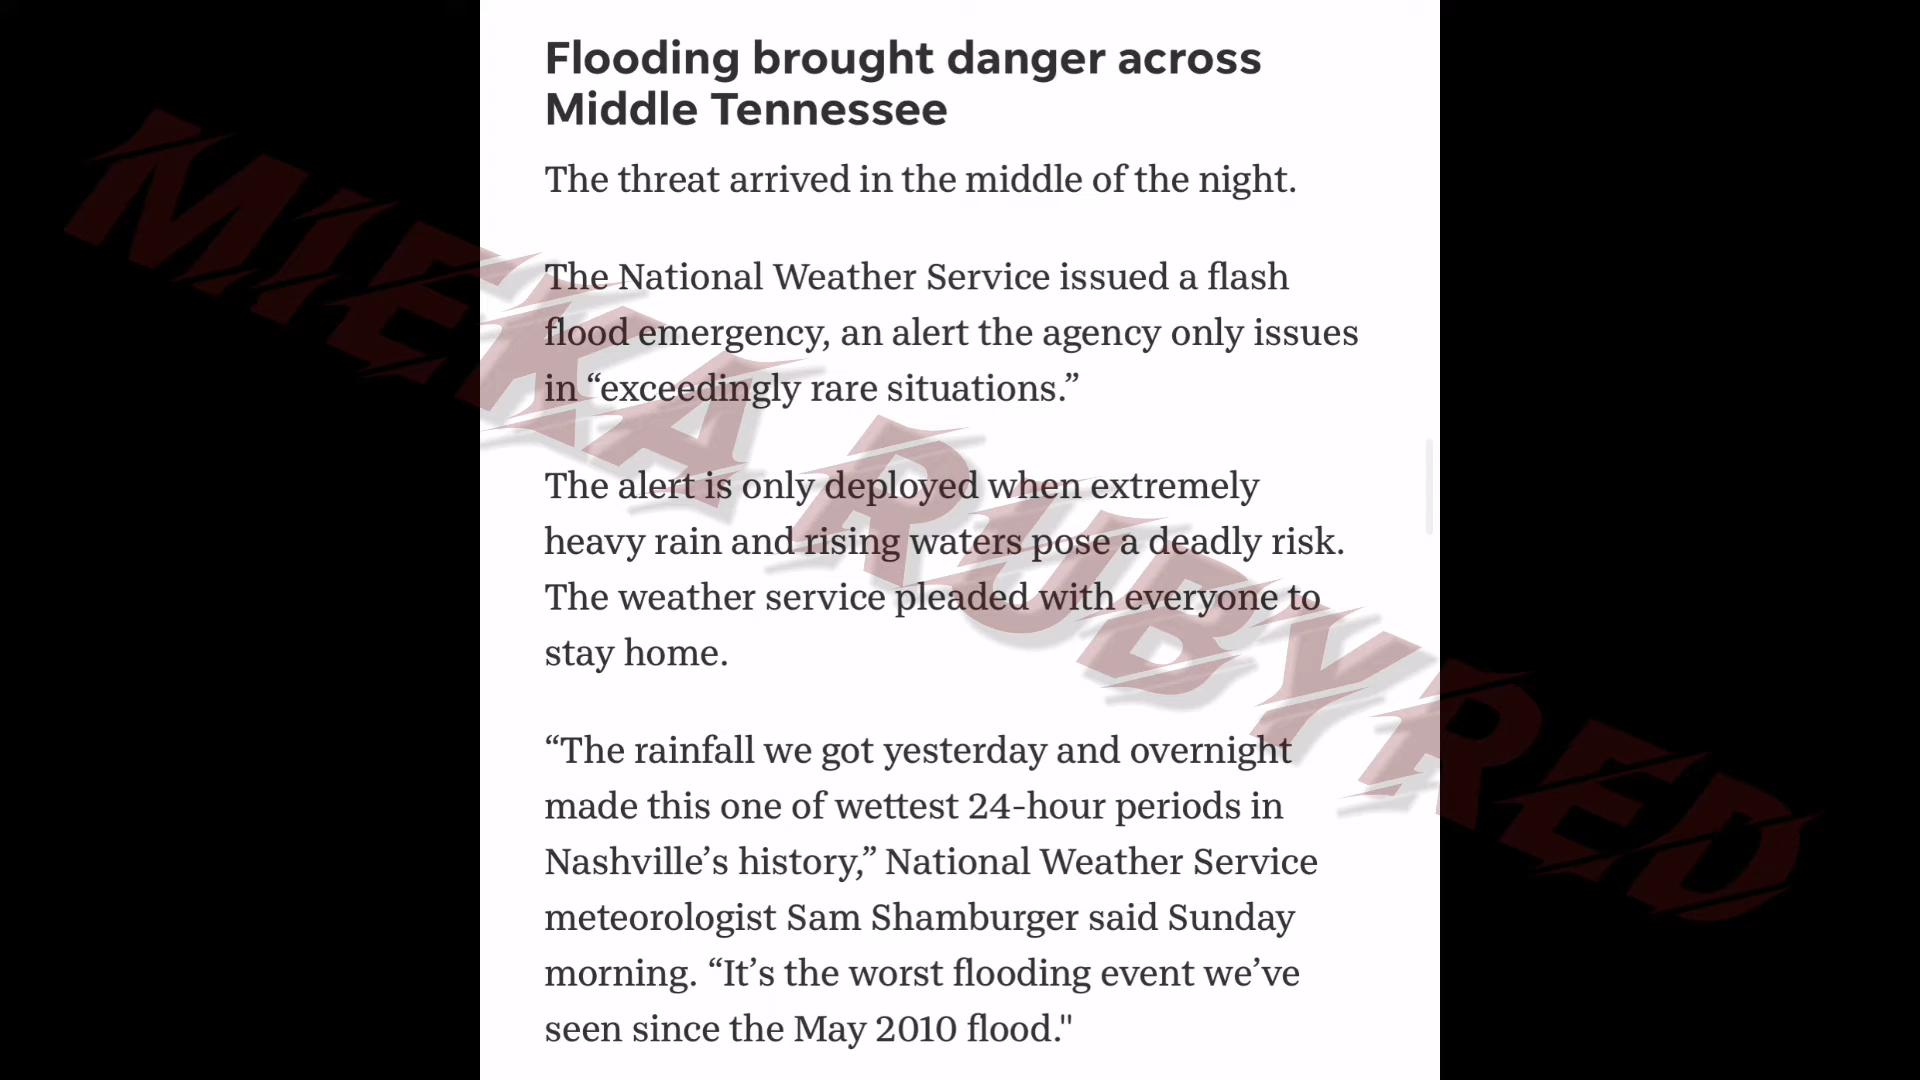 Flooding brought danger across
Middle Tennessee
The threat arrived in the middle of the night.
The National Weather Service issued a flash
flood emergency, an alert the agency only issues
in “exceedingly rare situations.”
The alert is only deployed when extremely
heavy rain and rising waters pose a deadly risk.
The weather service pleaded with everyone to
stay home.
“The rainfall we got yesterday and overnight
made this one of wettest 24-hour periods in
Nashville’s history,” National Weather Service
meteorologist Sam Shamburger said Sunday
morning. “It’s the worst flooding event we’ve
seen since the May 2010 flood."
MIEKA RUBYRED